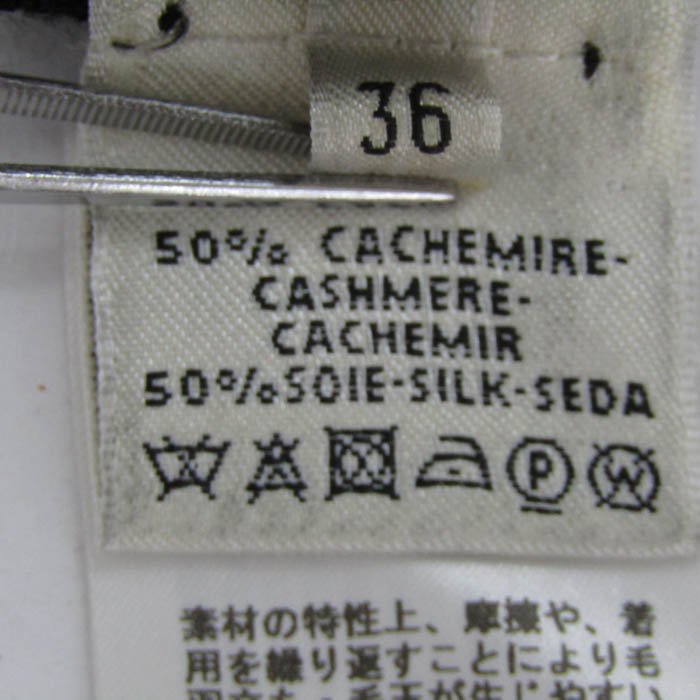 36
50% CACHEMIRE-
CASHMERE-
CACHEMIR
50%SOIE-SILK-SEDA
P W
素材の特性上、摩擦や、着
用を繰り返すことにより毛